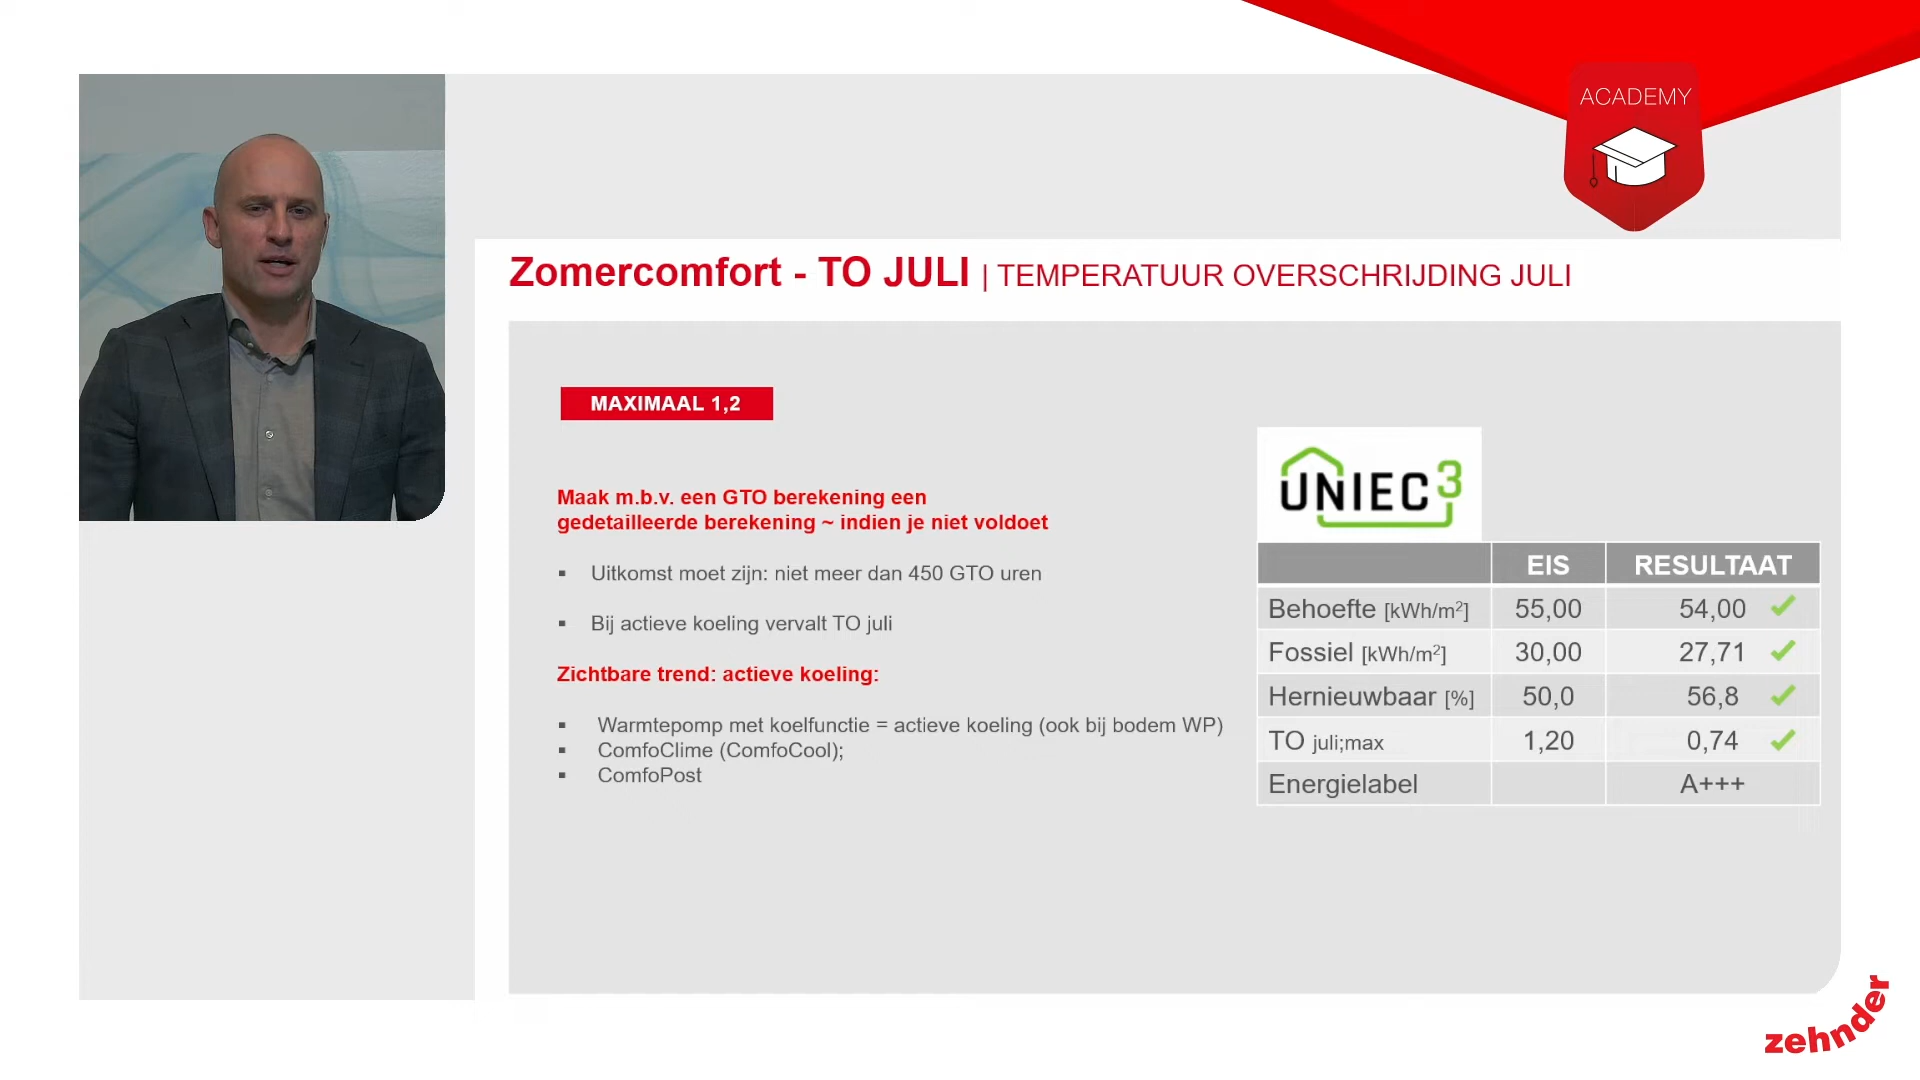 ACADEMY
Zomercomfort - TO JULI | TEMPERATUUR OVERSCHRIJDING JULI
MAXIMAAL 1,2
Maak m.b.v. een GTO berekening een
gedetailleerde berekening ~ indien je niet voldoet
▪ Uitkomst moet zijn: niet meer dan 450 GTO uren
▪ Bij actieve koeling vervalt TO juli
Zichtbare trend: actieve koeling:
▪ Warmtepomp met koelfunctie = actieve koeling (ook bij bodem WP)
▪ ComfoClime (ComfoCool);
▪ ComfoPost
UNIEC3
EIS RESULTAAT
Behoefte [kWh/m²] 55,00 54,00 ✓
Fossiel [kWh/m²] 30,00 27,71 ✓
Hernieuwbaar [%] 50,0 56,8 ✓
TO juli;max 1,20 0,74 ✓
Energielabel A+++
zehnder